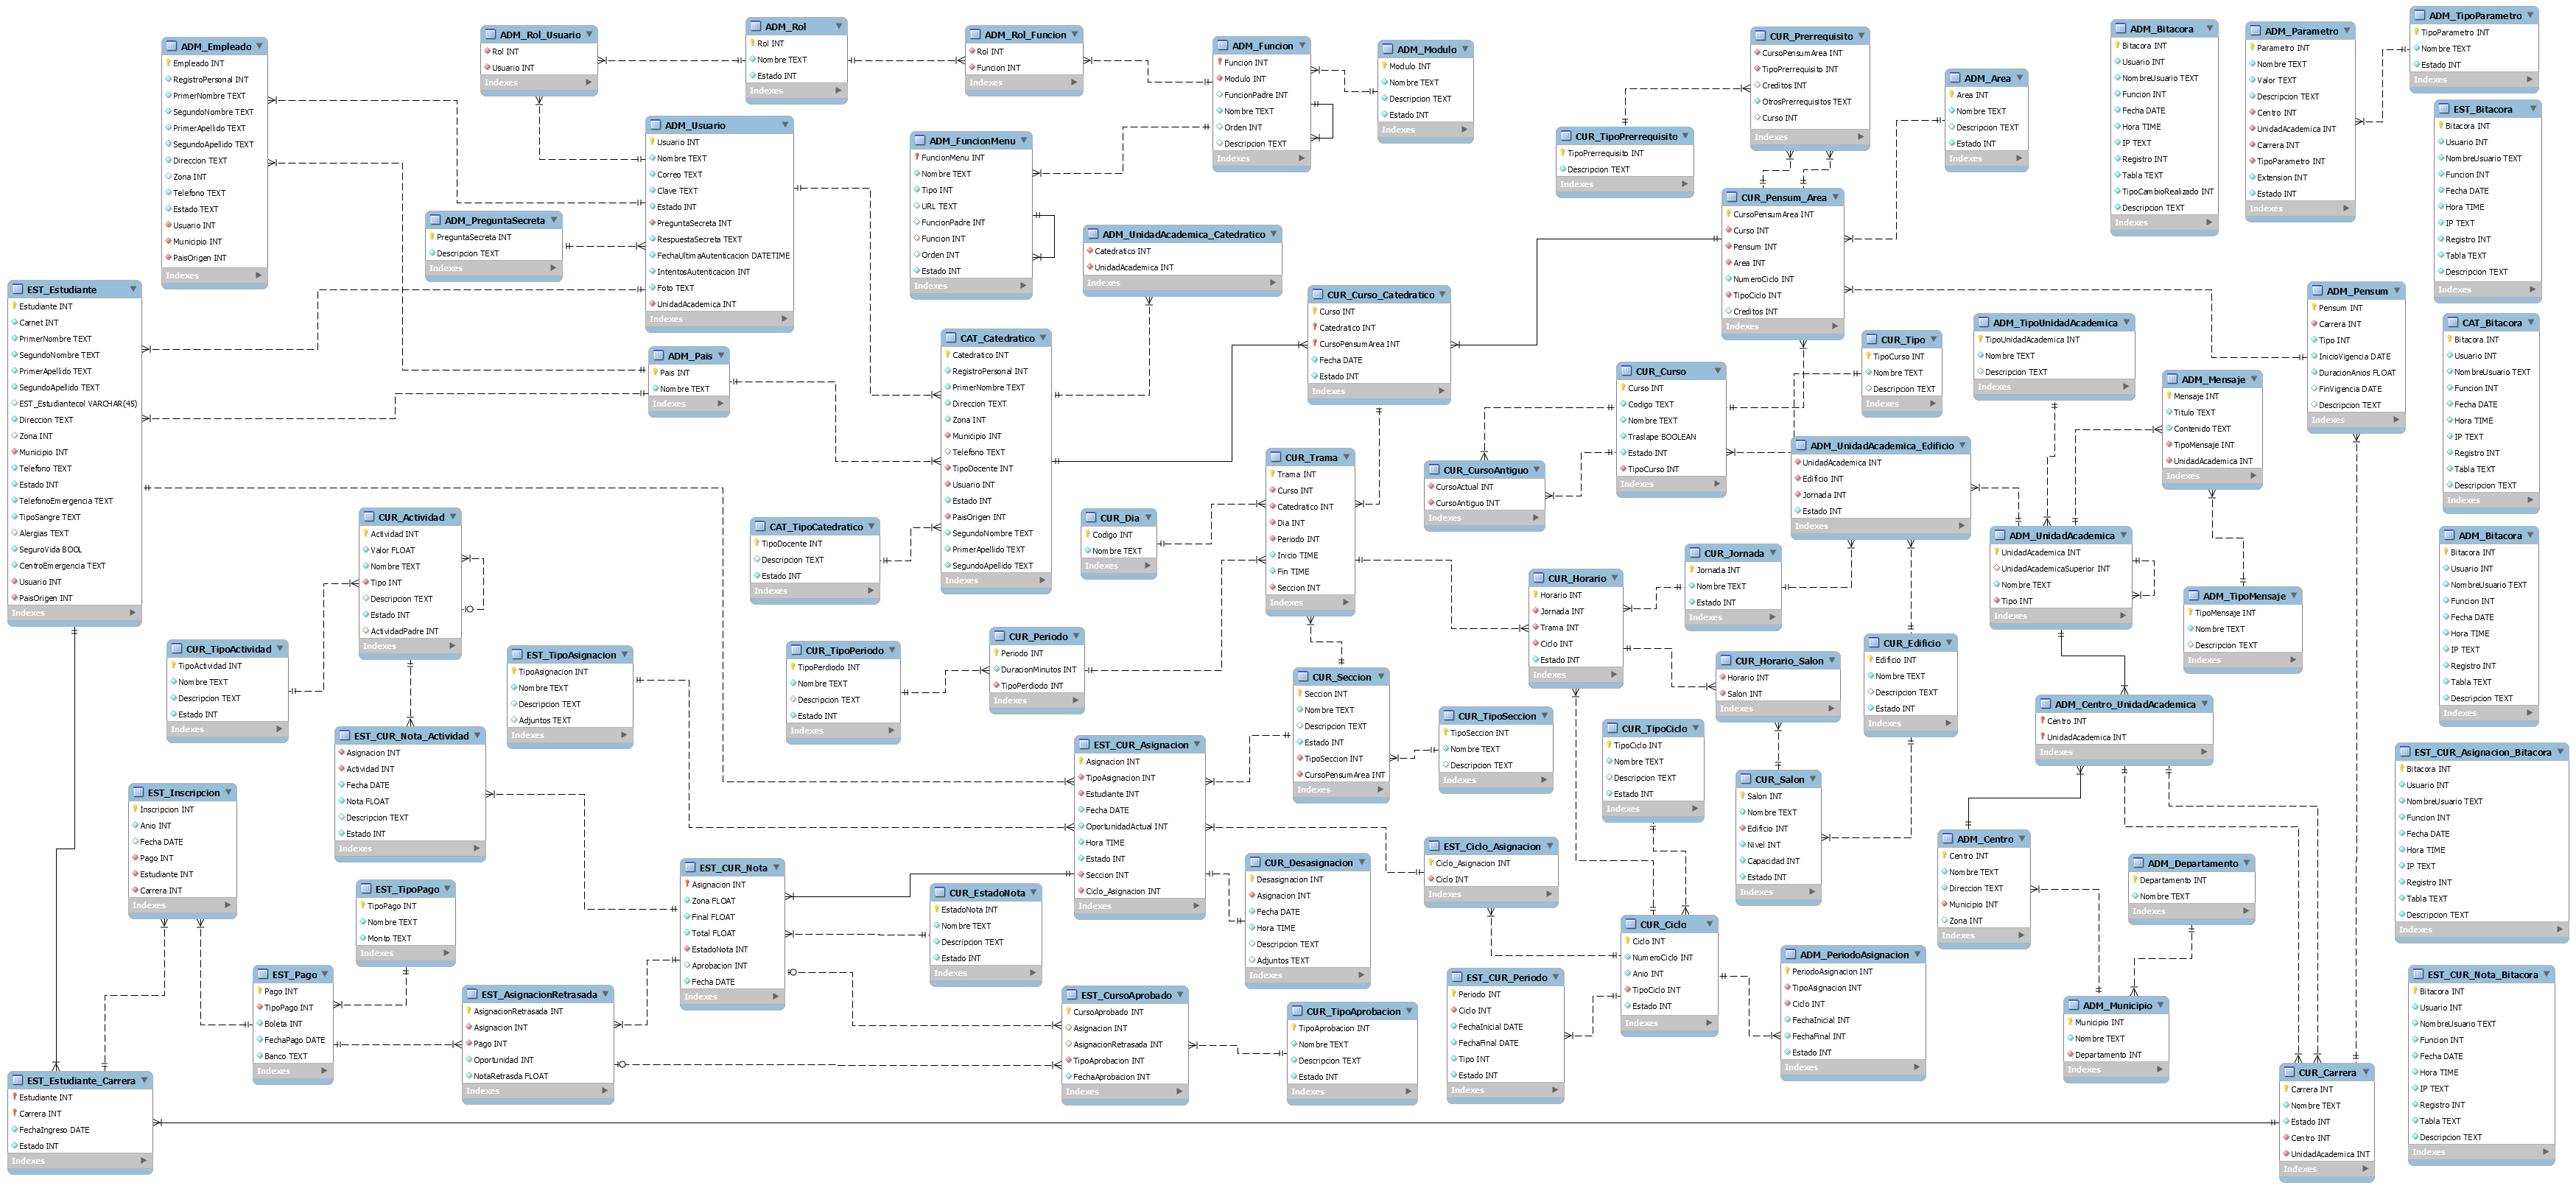 ADM_Empleado
Empleado INT
RegistroPersonal INT
PrimerNombre TEXT
SegundoNombre TEXT
PrimerApellido TEXT
SegundoApellido TEXT
Direccion TEXT
Zona INT
Telefono TEXT
Estado TEXT
Usuario INT
Municipio INT
PaisOrigen INT
Indexes
ADM_Rol_Usuario
Rol INT
Usuario INT
Indexes
ADM_Rol
Rol INT
Nombre TEXT
Estado INT
Indexes
ADM_Rol_Funcion
Rol INT
Funcion INT
Indexes
ADM_Funcion
Funcion INT
Modulo INT
FuncionPadre INT
Nombre TEXT
Orden INT
Descripcion TEXT
Indexes
ADM_Modulo
Modulo INT
Nombre TEXT
Descripcion TEXT
Estado INT
Indexes
CUR_Prerrequisito
CursoPensumArea INT
TipoPrerrequisito INT
Creditos INT
OtrosPrerrequisitos TEXT
Curso INT
Indexes
CUR_TipoPrerrequisito
TipoPrerrequisito INT
Descripcion TEXT
Indexes
ADM_Area
Area INT
Nombre TEXT
Descripcion TEXT
Estado INT
Indexes
ADM_Bitacora
Bitacora INT
Usuario INT
NombreUsuario TEXT
Funcion INT
Fecha DATE
Hora TIME
IP TEXT
Registro INT
Tabla TEXT
TipoCambioRealizado INT
Descripcion TEXT
Indexes
ADM_Parametro
Parametro INT
Nombre TEXT
Valor TEXT
Descripcion TEXT
Centro INT
UnidadAcademica INT
Carrera INT
TipoParametro INT
Extension INT
Estado INT
Indexes
ADM_TipoParametro
TipoParametro INT
Nombre TEXT
Estado INT
Indexes
EST_Bitacora
Bitacora INT
Usuario INT
NombreUsuario TEXT
Funcion INT
Fecha DATE
Hora TIME
IP TEXT
Registro INT
Tabla TEXT
Descripcion TEXT
Indexes
ADM_Usuario
Usuario INT
Nombre TEXT
Correo TEXT
Clave TEXT
Estado INT
PreguntaSecreta INT
RespuestaSecreta TEXT
FechaUltimaAutenticacion DATETIME
IntentosAutenticacion INT
Foto TEXT
UnidadAcademica INT
Indexes
ADM_PreguntaSecreta
PreguntaSecreta INT
Descripcion TEXT
Indexes
ADM_FuncionMenu
FuncionMenu INT
Nombre TEXT
Tipo INT
URL TEXT
FuncionPadre INT
Funcion INT
Orden INT
Estado INT
Indexes
ADM_UnidadAcademica_Catedratico
Catedratico INT
UnidadAcademica INT
Indexes
CUR_Pensum_Area
CursoPensumArea INT
Curso INT
Pensum INT
Area INT
NumeroCiclo INT
TipoCiclo INT
Creditos INT
Indexes
EST_Estudiante
Estudiante INT
Carnet INT
PrimerNombre TEXT
SegundoNombre TEXT
PrimerApellido TEXT
SegundoApellido TEXT
EST_Estudiantecol VARCHAR(45)
Direccion TEXT
Zona INT
Municipio INT
Telefono TEXT
Estado INT
TelefonoEmergencia TEXT
TipoSangre TEXT
Alergias TEXT
SeguroVida BOOL
CentroEmergencia TEXT
Usuario INT
PaisOrigen INT
Indexes
ADM_Pais
Pais INT
Nombre TEXT
Indexes
CAT_Catedratico
Catedratico INT
RegistroPersonal INT
PrimerNombre TEXT
Direccion TEXT
Zona INT
Municipio INT
Telefono TEXT
TipoDocente INT
Usuario INT
Estado INT
PaisOrigen INT
SegundoNombre TEXT
PrimerApellido TEXT
SegundoApellido TEXT
Indexes
CUR_Curso_Catedratico
Curso INT
Catedratico INT
CursoPensumArea INT
Fecha DATE
Estado INT
Indexes
CUR_Curso
Curso INT
Codigo TEXT
Nombre TEXT
Traslape BOOLEAN
Estado INT
TipoCurso INT
Indexes
CUR_Tipo
TipoCurso INT
Nombre TEXT
Descripcion TEXT
Indexes
ADM_TipoUnidadAcademica
TipoUnidadAcademica INT
Nombre TEXT
Descripcion TEXT
Indexes
ADM_Mensaje
Mensaje INT
Titulo TEXT
Contenido TEXT
TipoMensaje INT
UnidadAcademica INT
Indexes
ADM_Pensum
Pensum INT
Carrera INT
Tipo INT
InicioVigencia DATE
DuracionAnios FLOAT
FinVigencia DATE
Descripcion TEXT
Indexes
CAT_Bitacora
Bitacora INT
Usuario INT
NombreUsuario TEXT
Funcion INT
Fecha DATE
Hora TIME
IP TEXT
Registro INT
Tabla TEXT
Descripcion TEXT
Indexes
CUR_Actividad
Actividad INT
Valor FLOAT
Nombre TEXT
Tipo INT
Descripcion TEXT
Estado INT
ActividadPadre INT
Indexes
CAT_TipoCatedratico
TipoDocente INT
Descripcion TEXT
Estado INT
Indexes
CUR_Dia
Codigo INT
Nombre TEXT
Indexes
CUR_Trama
Trama INT
Curso INT
Catedratico INT
Dia INT
Periodo INT
Inicio TIME
Fin TIME
Seccion INT
Indexes
CUR_CursoAntiguo
CursoActual INT
CursoAntiguo INT
Indexes
ADM_UnidadAcademica_Edificio
UnidadAcademica INT
Edificio INT
Jornada INT
Estado INT
Indexes
ADM_UnidadAcademica
UnidadAcademica INT
UnidadAcademicaSuperior INT
Nombre TEXT
Tipo INT
Indexes
ADM_TipoMensaje
TipoMensaje INT
Nombre TEXT
Descripcion TEXT
Indexes
ADM_Bitacora
Bitacora INT
Usuario INT
NombreUsuario TEXT
Funcion INT
Fecha DATE
Hora TIME
IP TEXT
Registro INT
Tabla TEXT
Descripcion TEXT
Indexes
CUR_TipoActividad
TipoActividad INT
Nombre TEXT
Descripcion TEXT
Estado INT
Indexes
EST_TipoAsignacion
TipoAsignacion INT
Nombre TEXT
Descripcion TEXT
Adjuntos TEXT
Indexes
CUR_TipoPeriodo
TipoPerdiodo INT
Nombre TEXT
Descripcion TEXT
Estado INT
Indexes
CUR_Periodo
Periodo INT
DuracionMinutos INT
TipoPerdiodo INT
Indexes
CUR_Seccion
Seccion INT
Nombre TEXT
Descripcion TEXT
Estado INT
TipoSeccion INT
CursoPensumArea INT
Indexes
CUR_TipoSeccion
TipoSeccion INT
Nombre TEXT
Descripcion TEXT
Indexes
CUR_Horario
Horario INT
Jornada INT
Trama INT
Ciclo INT
Estado INT
Indexes
CUR_Jornada
Jornada INT
Nombre TEXT
Estado INT
Indexes
CUR_Horario_Salon
Horario INT
Salon INT
Indexes
CUR_Edificio
Edificio INT
Nombre TEXT
Descripcion TEXT
Estado INT
Indexes
ADM_Centro_UnidadAcademica
Centro INT
UnidadAcademica INT
Indexes
EST_CUR_Nota_Actividad
Asignacion INT
Actividad INT
Fecha DATE
Nota FLOAT
Descripcion TEXT
Estado INT
Indexes
EST_CUR_Asignacion
Asignacion INT
TipoAsignacion INT
Estudiante INT
Fecha DATE
OportunidadActual INT
Hora TIME
Estado INT
Seccion INT
Ciclo_Asignacion INT
Indexes
CUR_TipoCiclo
TipoCiclo INT
Nombre TEXT
Descripcion TEXT
Estado INT
Indexes
CUR_Salon
Salon INT
Nombre TEXT
Edificio INT
Nivel INT
Capacidad INT
Estado INT
Indexes
EST_CUR_Asignacion_Bitacora
Bitacora INT
Usuario INT
NombreUsuario TEXT
Funcion INT
Fecha DATE
Hora TIME
IP TEXT
Registro INT
Tabla TEXT
Descripcion TEXT
Indexes
EST_Inscripcion
Inscripcion INT
Anio INT
Fecha DATE
Pago INT
Estudiante INT
Carrera INT
Indexes
EST_TipoPago
TipoPago INT
Nombre TEXT
Monto TEXT
Indexes
EST_CUR_Nota
Asignacion INT
Zona FLOAT
Final FLOAT
Total FLOAT
EstadoNota INT
Aprobacion INT
Fecha DATE
Indexes
CUR_EstadoNota
EstadoNota INT
Nombre TEXT
Descripcion TEXT
Estado INT
Indexes
CUR_Desasignacion
Desasignacion INT
Asignacion INT
Fecha DATE
Hora TIME
Descripcion TEXT
Adjuntos TEXT
Indexes
EST_Ciclo_Asignacion
Ciclo_Asignacion INT
Ciclo INT
Indexes
ADM_Centro
Centro INT
Nombre TEXT
Direccion TEXT
Municipio INT
Zona INT
Indexes
ADM_Departamento
Departamento INT
Nombre TEXT
Indexes
EST_Pago
Pago INT
TipoPago INT
Boleta INT
FechaPago DATE
Banco TEXT
Indexes
EST_AsignacionRetrasada
AsignacionRetrasada INT
Asignacion INT
Pago INT
Oportunidad INT
NotaRetrasda FLOAT
Indexes
EST_CursoAprobado
CursoAprobado INT
Asignacion INT
AsignacionRetrasada INT
TipoAprobacion INT
FechaAprobacion INT
Indexes
CUR_TipoAprobacion
TipoAprobacion INT
Nombre TEXT
Descripcion TEXT
Estado INT
Indexes
EST_CUR_Periodo
Periodo INT
Ciclo INT
FechaInicial DATE
FechaFinal DATE
Tipo INT
Estado INT
Indexes
CUR_Ciclo
Ciclo INT
NumeroCiclo INT
Anio INT
TipoCiclo INT
Estado INT
Indexes
ADM_PeriodoAsignacion
PeriodoAsignacion INT
TipoAsignacion INT
Ciclo INT
FechaInicial INT
FechaFinal INT
Estado INT
Indexes
ADM_Municipio
Municipio INT
Nombre TEXT
Departamento INT
Indexes
EST_CUR_Nota_Bitacora
Bitacora INT
Usuario INT
NombreUsuario TEXT
Funcion INT
Fecha DATE
Hora TIME
IP TEXT
Registro INT
Tabla TEXT
Descripcion TEXT
Indexes
EST_Estudiante_Carrera
Estudiante INT
Carrera INT
FechaIngreso DATE
Estado INT
Indexes
CUR_Carrera
Carrera INT
Nombre TEXT
Estado INT
Centro INT
UnidadAcademica INT
Indexes